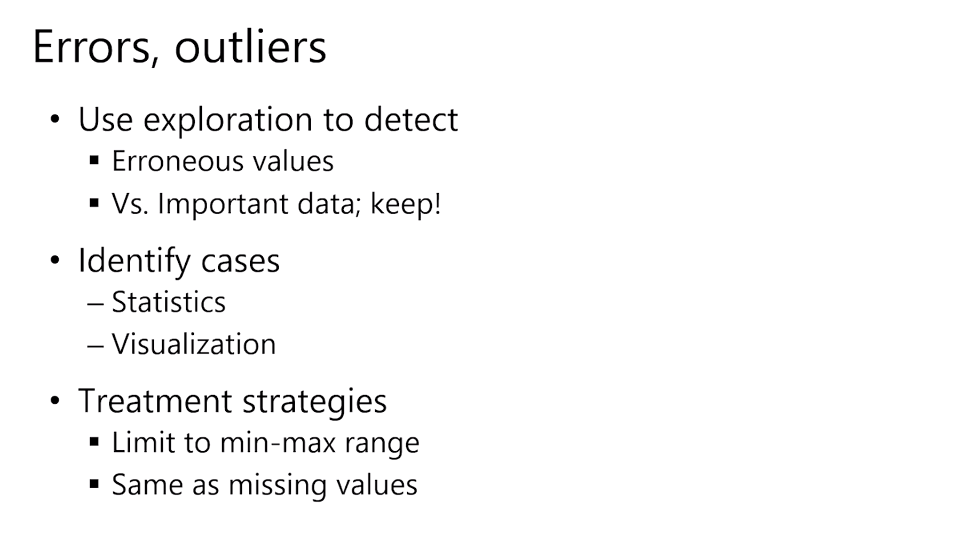 Errors, outliers
• Use exploration to detect
▪ Erroneous values
▪ Vs. Important data; keep!
• Identify cases
– Statistics
– Visualization
• Treatment strategies
▪ Limit to min-max range
▪ Same as missing values